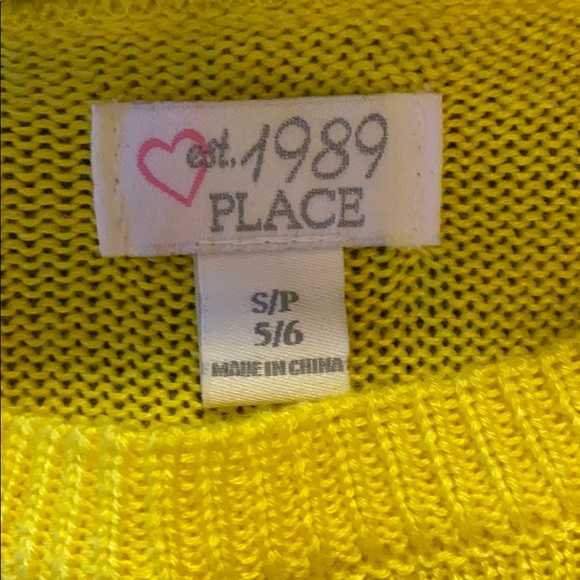 est. 1989
PLACE
S/P
5/6
MADE IN CHINA